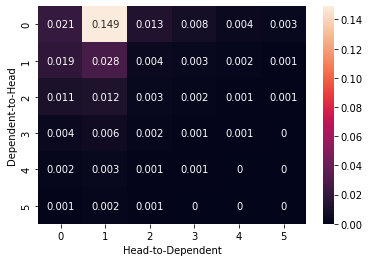 0 0.021 0.149 0.013 0.008 0.004 0.003
1 0.019 0.028 0.004 0.003 0.002 0.001
2 0.011 0.012 0.003 0.002 0.001 0.001
3 0.004 0.006 0.002 0.001 0.001 0
4 0.002 0.003 0.001 0.001 0 0
5 0.001 0.002 0.001 0 0 0
0 1 2 3 4 5
Head-to-Dependent
Dependent-to-Head
0.14
0.12
0.10
0.08
0.06
0.04
0.02
0.00